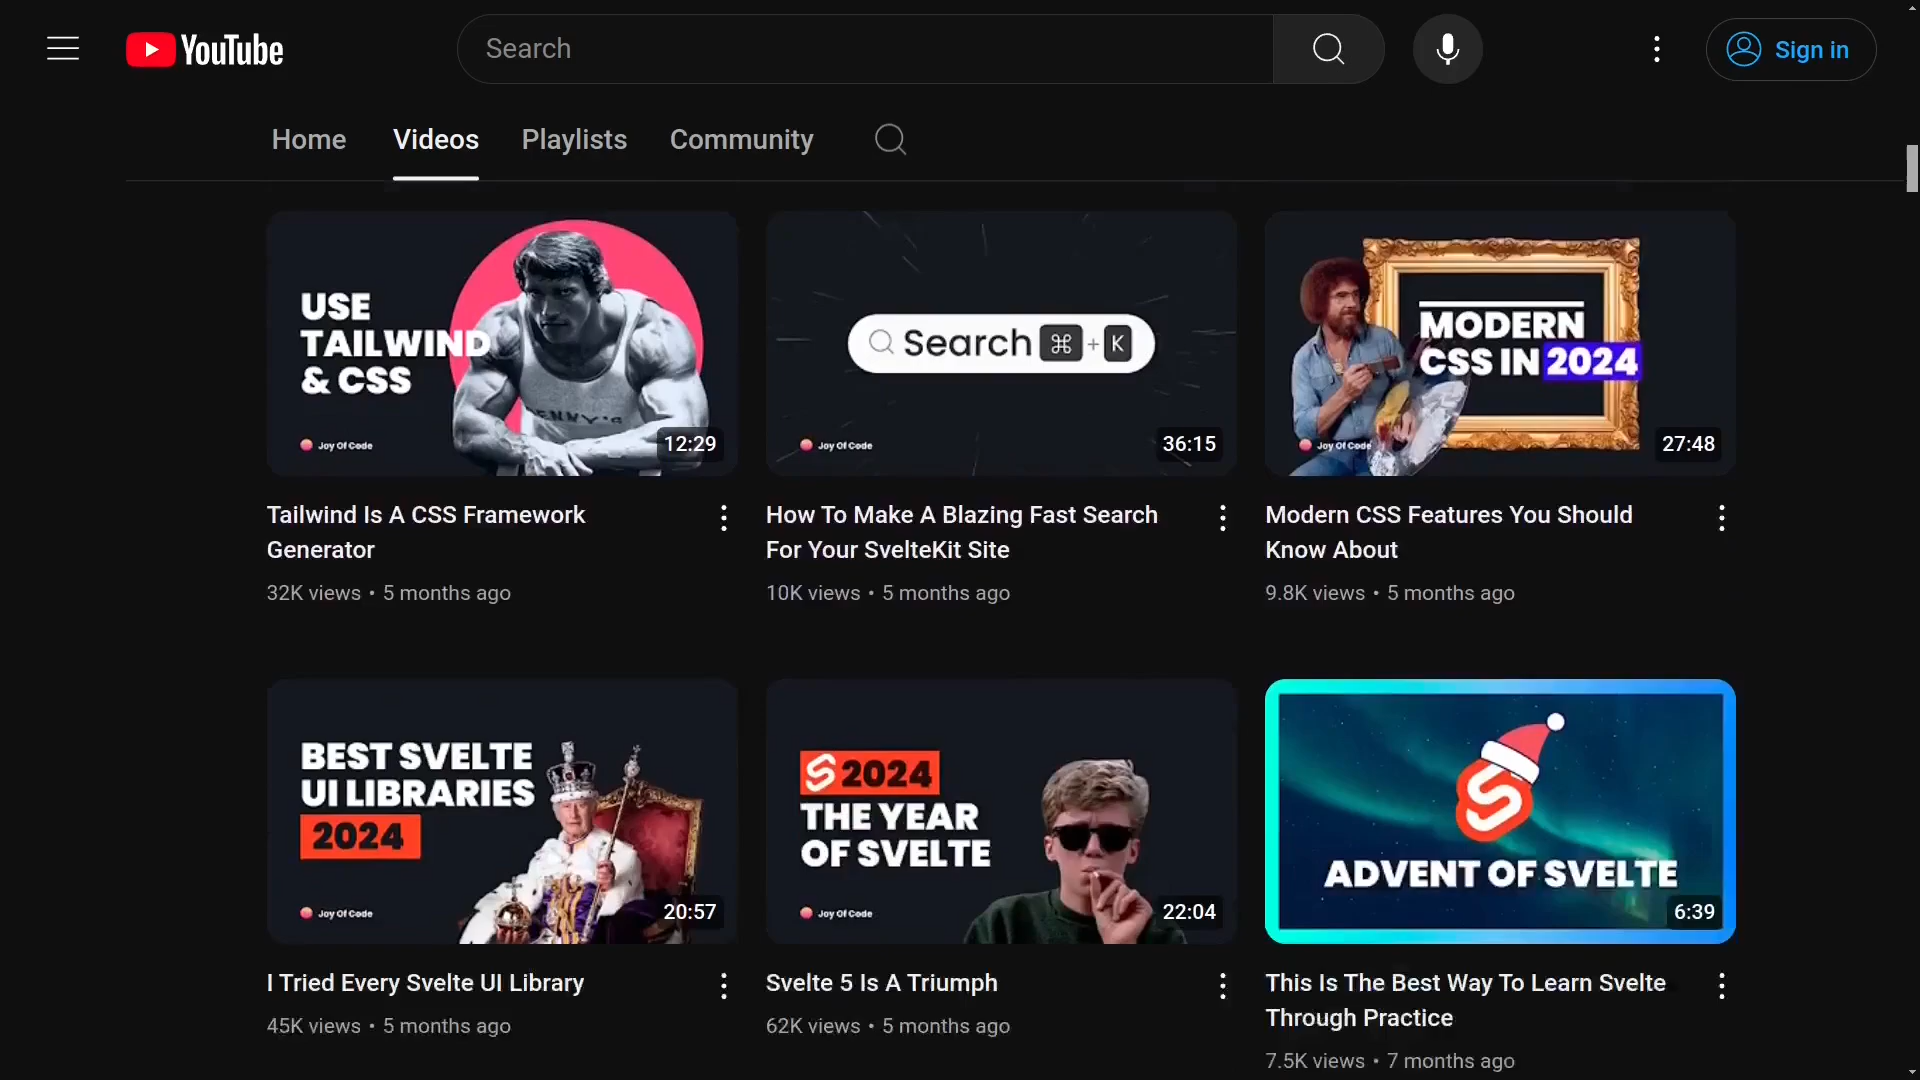 YouTube
Search
Sign in
Home
Videos
Playlists
Community
USE
TAILWIND
& CSS
Joy Of Code
12:29
Search ⌘ + K
Joy Of Code
36:15
MODERN
CSS IN 2024
Joy Of Code
27:48
Tailwind Is A CSS Framework
Generator
32K views • 5 months ago
How To Make A Blazing Fast Search
For Your SvelteKit Site
10K views • 5 months ago
Modern CSS Features You Should
Know About
9.8K views • 5 months ago
BEST SVELTE
UI LIBRARIES
2024
Joy Of Code
20:57
2024
THE YEAR
OF SVELTE
Joy Of Code
22:04
ADVENT OF SVELTE
6:39
I Tried Every Svelte UI Library
45K views • 5 months ago
Svelte 5 Is A Triumph
62K views • 5 months ago
This Is The Best Way To Learn Svelte
Through Practice
7.5K views • 7 months ago